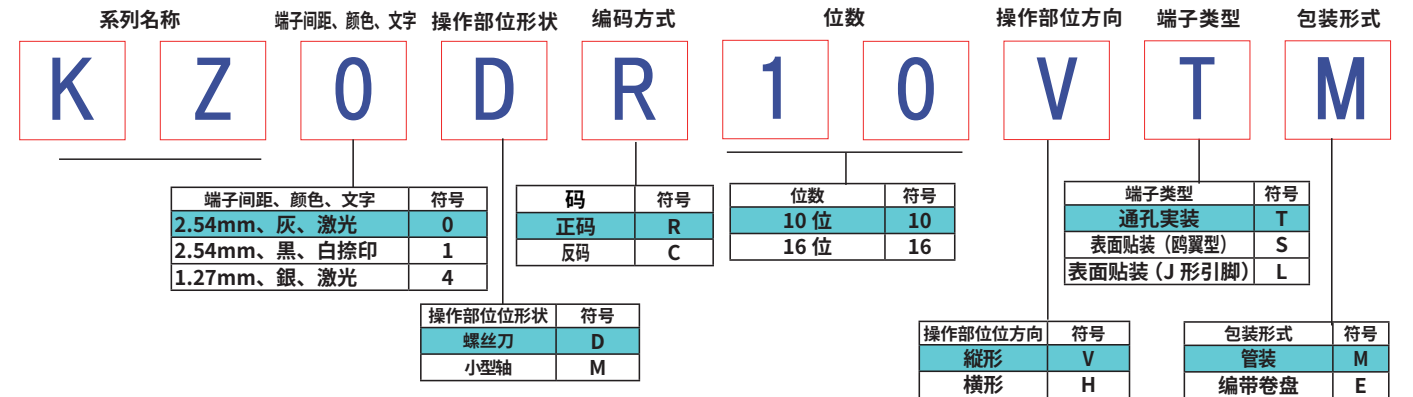 系列名称 端子间距、颜色、文字 操作部位形状 编码方式 位数 操作部位方向 端子类型 包装形式
K Z 0 D R 1 0 V T M
端子间距、颜色、文字 符号
2.54mm、灰、激光 0
2.54mm、黒、白捺印 1
1.27mm、銀、激光 4
码 符号
正码 R
反码 C
位数 符号
10 位 10
16 位 16
端子类型 符号
通孔実装 T
表面贴装（鸥翼型） S
表面贴装（J 形引脚） L
操作部位位形状 符号
螺丝刀 D
小型轴 M
操作部位位方向 符号
縦形 V
横形 H
包装形式 符号
管装 M
编带卷盘 E